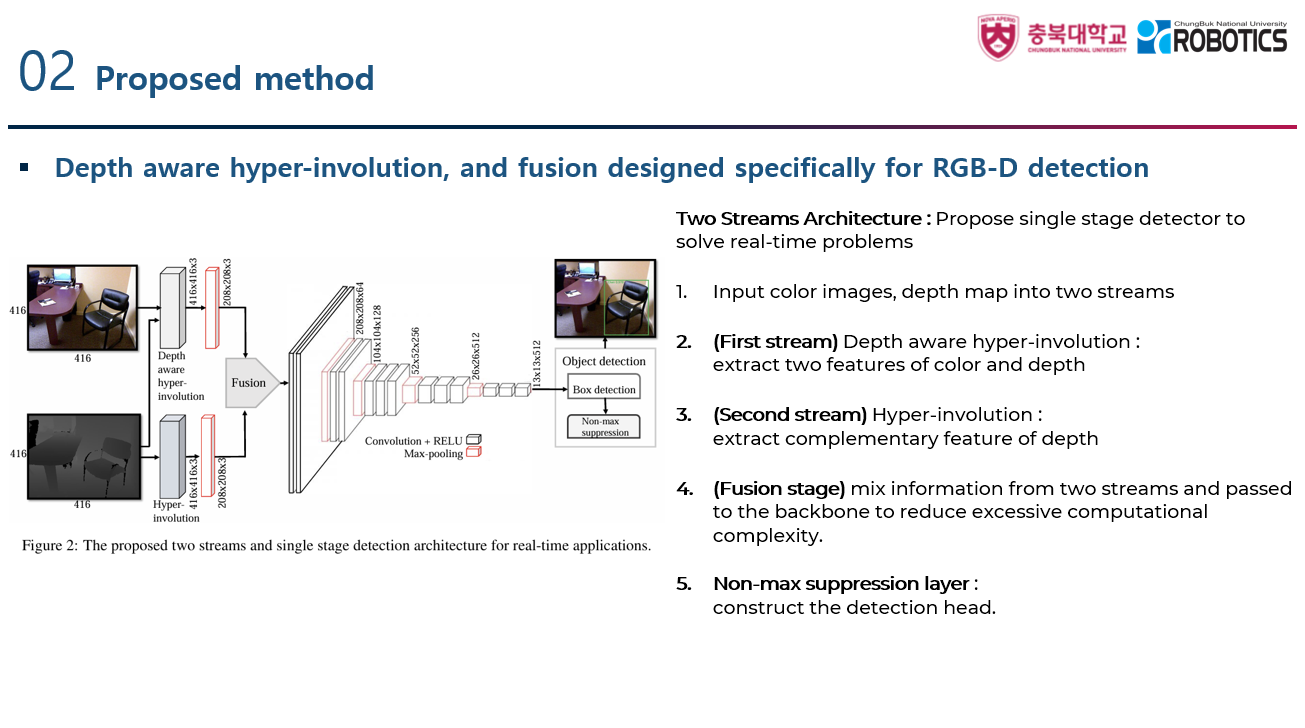 02 Proposed method
NOVA APERIO
충북대학교
CHUNGBUK NATIONAL UNIVERSITY
ChungBuk National University
ROBOTICS
▪ Depth aware hyper-involution, and fusion designed specifically for RGB-D detection
416
416
Depth
aware
hyper-
involution
416x416x3
208x208x3
416
416
Hyper-
involution
416x416x3
208x208x3
Fusion
208x208x64
104x104x128
52x52x256
26x26x512
13x13x512
Convolution + RELU
Max-pooling
Object detection
Box detection
Non-max
suppression
Figure 2: The proposed two streams and single stage detection architecture for real-time applications.
Two Streams Architecture : Propose single stage detector to
solve real-time problems
1. Input color images, depth map into two streams
2. (First stream) Depth aware hyper-involution :
extract two features of color and depth
3. (Second stream) Hyper-involution :
extract complementary feature of depth
4. (Fusion stage) mix information from two streams and passed
to the backbone to reduce excessive computational
complexity.
5. Non-max suppression layer :
construct the detection head.